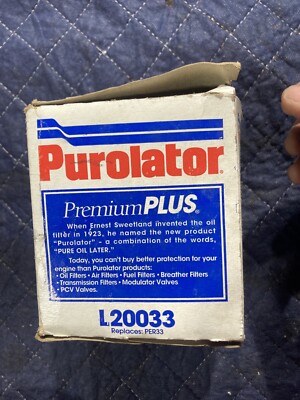 Purolator®
PremiumPLUS®
When Ernest Sweetland invented the oil
filter in 1923, he named the new product
"Purolator" – a combination of the words,
"PURE OIL LATER."
Today, you can't buy better protection for your
engine than Purolator products:
• Oil Filters • Air Filters • Fuel Filters • Breather Filters
• Transmission Filters • Modulator Valves
• PCV Valves.
L20033
Replaces: PER33